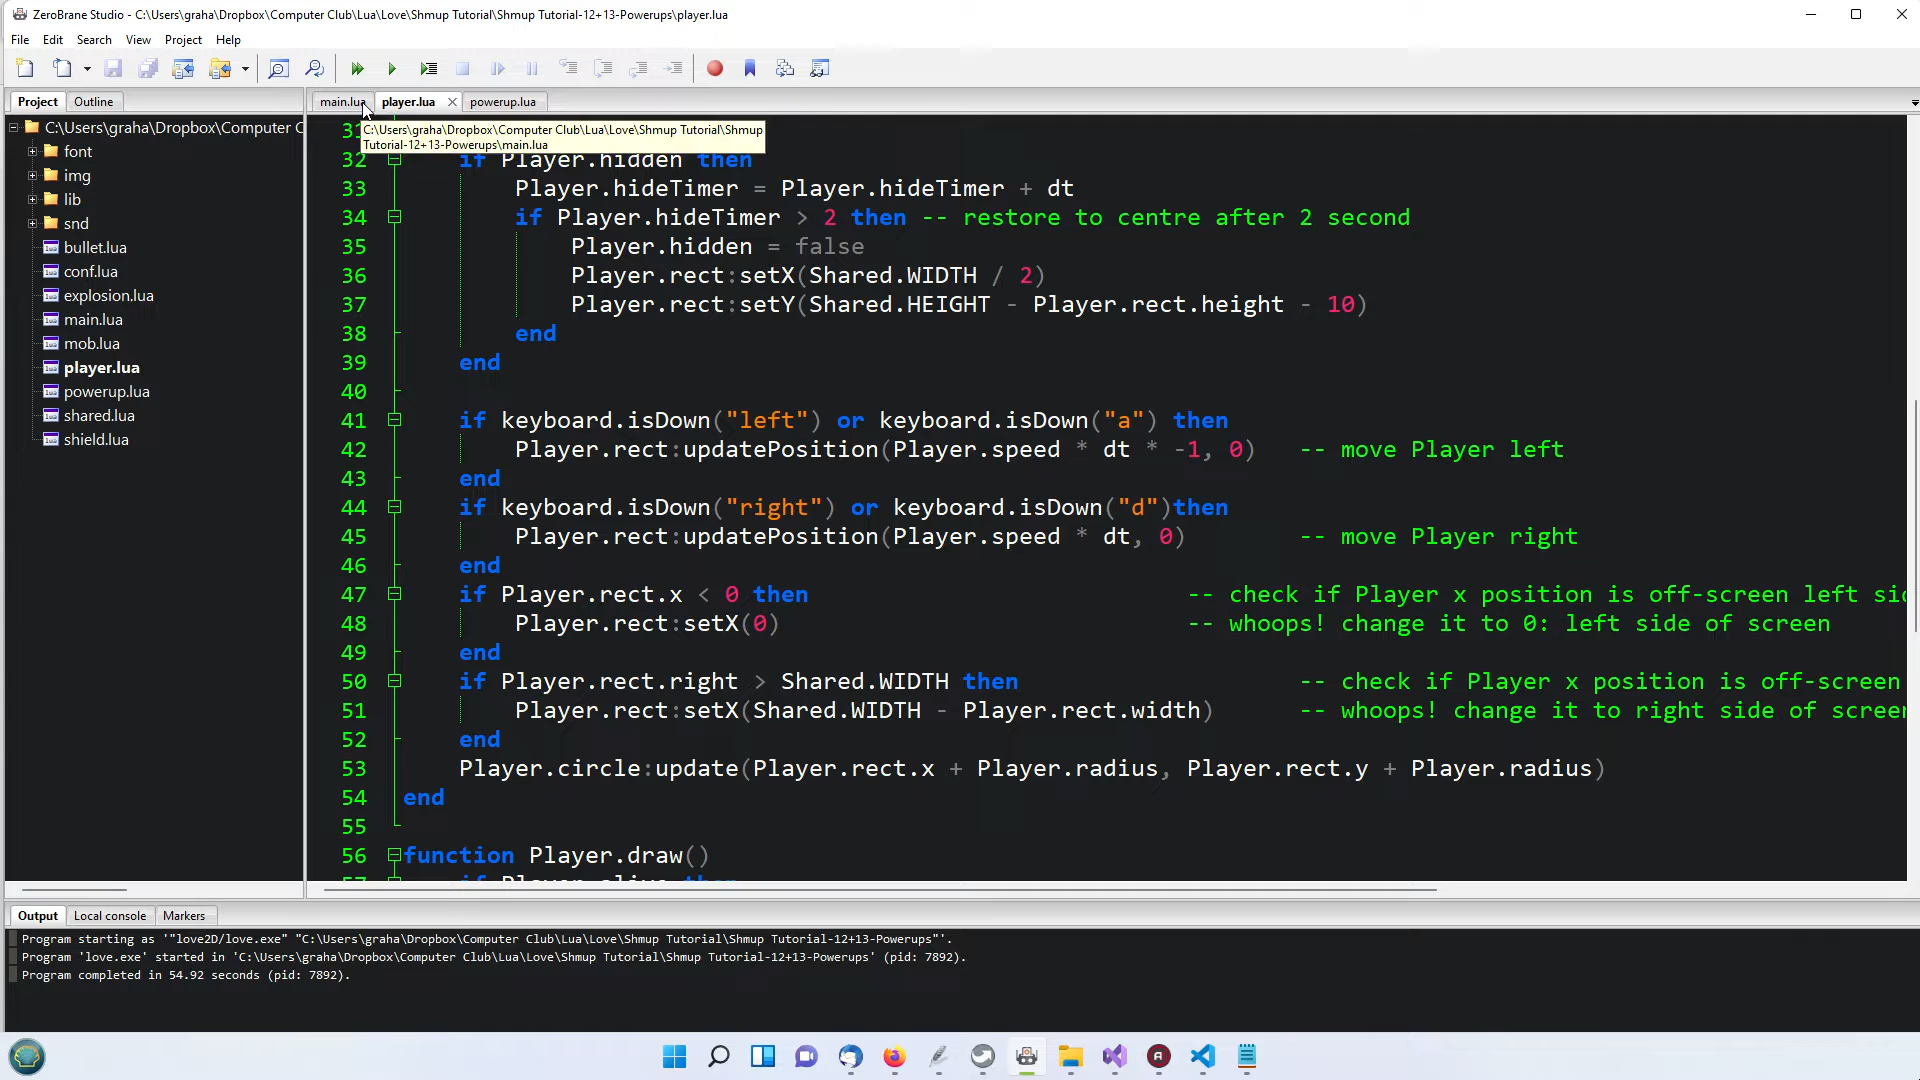 ZeroBrane Studio - C:\Users\graha\Dropbox\Computer Club\Lua\Love\Shmup Tutorial\Shmup Tutorial-12+13-Powerups\player.lua
File Edit Search View Project Help
Project Outline
main.lua player.lua powerup.lua
C:\Users\graha\Dropbox\Computer C
font
img
lib
snd
bullet.lua
conf.lua
explosion.lua
main.lua
mob.lua
player.lua
powerup.lua
shared.lua
shield.lua
C:\Users\graha\Dropbox\Computer Club\Lua\Love\Shmup Tutorial\Shmup
Tutorial-12+13-Powerups\main.lua
31
32 if Player.hidden then
33 Player.hideTimer = Player.hideTimer + dt
34 if Player.hideTimer > 2 then -- restore to centre after 2 second
35 Player.hidden = false
36 Player.rect:setX(Shared.WIDTH / 2)
37 Player.rect:setY(Shared.HEIGHT - Player.rect.height - 10)
38 end
39 end
40
41 if keyboard.isDown("left") or keyboard.isDown("a") then
42 Player.rect:updatePosition(Player.speed * dt * -1, 0) -- move Player left
43 end
44 if keyboard.isDown("right") or keyboard.isDown("d")then
45 Player.rect:updatePosition(Player.speed * dt, 0) -- move Player right
46 end
47 if Player.rect.x < 0 then -- check if Player x position is off-screen left
48 Player.rect:setX(0) -- whoops! change it to 0: left side of screen
49 end
50 if Player.rect.right > Shared.WIDTH then -- check if Player x position is off-screen
51 Player.rect:setX(Shared.WIDTH - Player.rect.width) -- whoops! change it to right side of screen
52 end
53 Player.circle:update(Player.rect.x + Player.radius, Player.rect.y + Player.radius)
54 end
55
56 function Player.draw()
57 if Player.alive then
Output Local console Markers
Program starting as '"love2D/love.exe" "C:\Users\graha\Dropbox\Computer Club\Lua\Love\Shmup Tutorial\Shmup Tutorial-12+13-Powerups"'.
Program 'love.exe' started in 'C:\Users\graha\Dropbox\Computer Club\Lua\Love\Shmup Tutorial\Shmup Tutorial-12+13-Powerups' (pid: 7892).
Program completed in 54.92 seconds (pid: 7892).